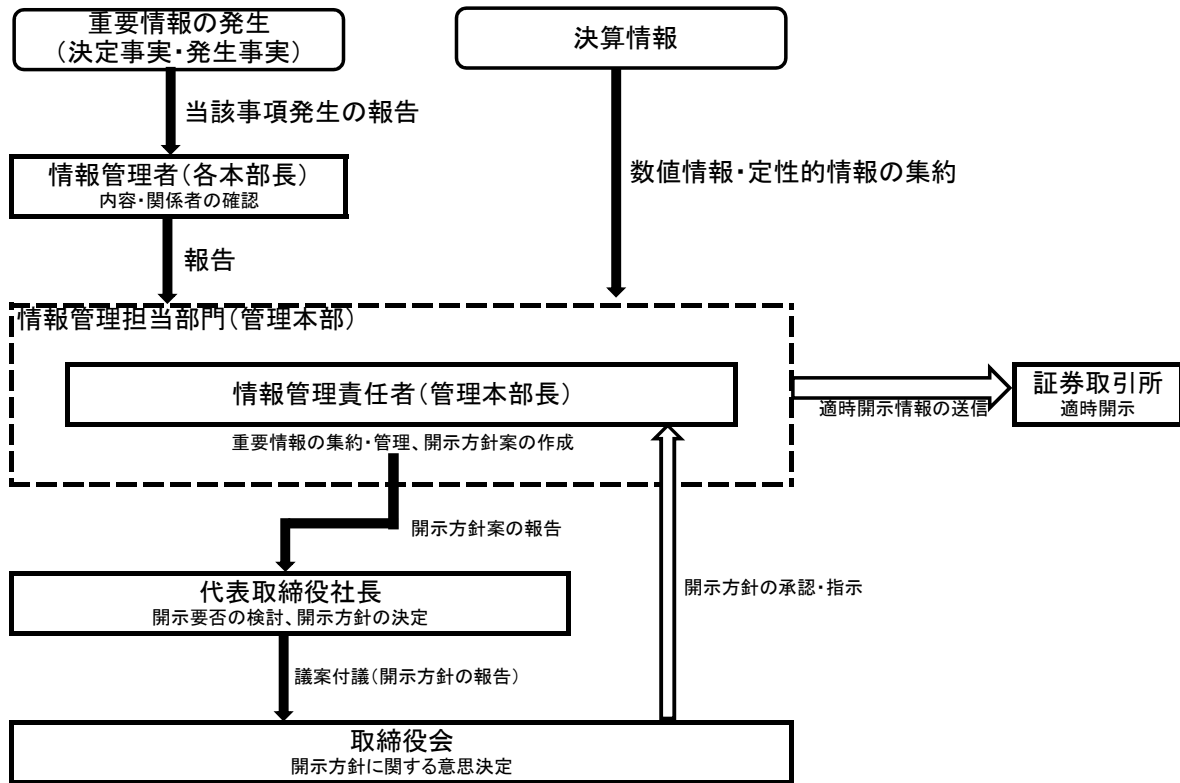 重要情報の発生
（決定事実・発生事実）
決算情報
当該事項発生の報告
情報管理者（各本部長）
内容・関係者の確認
数値情報・定性的情報の集約
報告
情報管理担当部門（管理本部）
情報管理責任者（管理本部長）
重要情報の集約・管理、開示方針案の作成
適時開示情報の送信
証券取引所
適時開示
開示方針案の報告
代表取締役社長
開示要否の検討、開示方針の決定
開示方針の承認・指示
議案付議（開示方針の報告）
取締役会
開示方針に関する意思決定